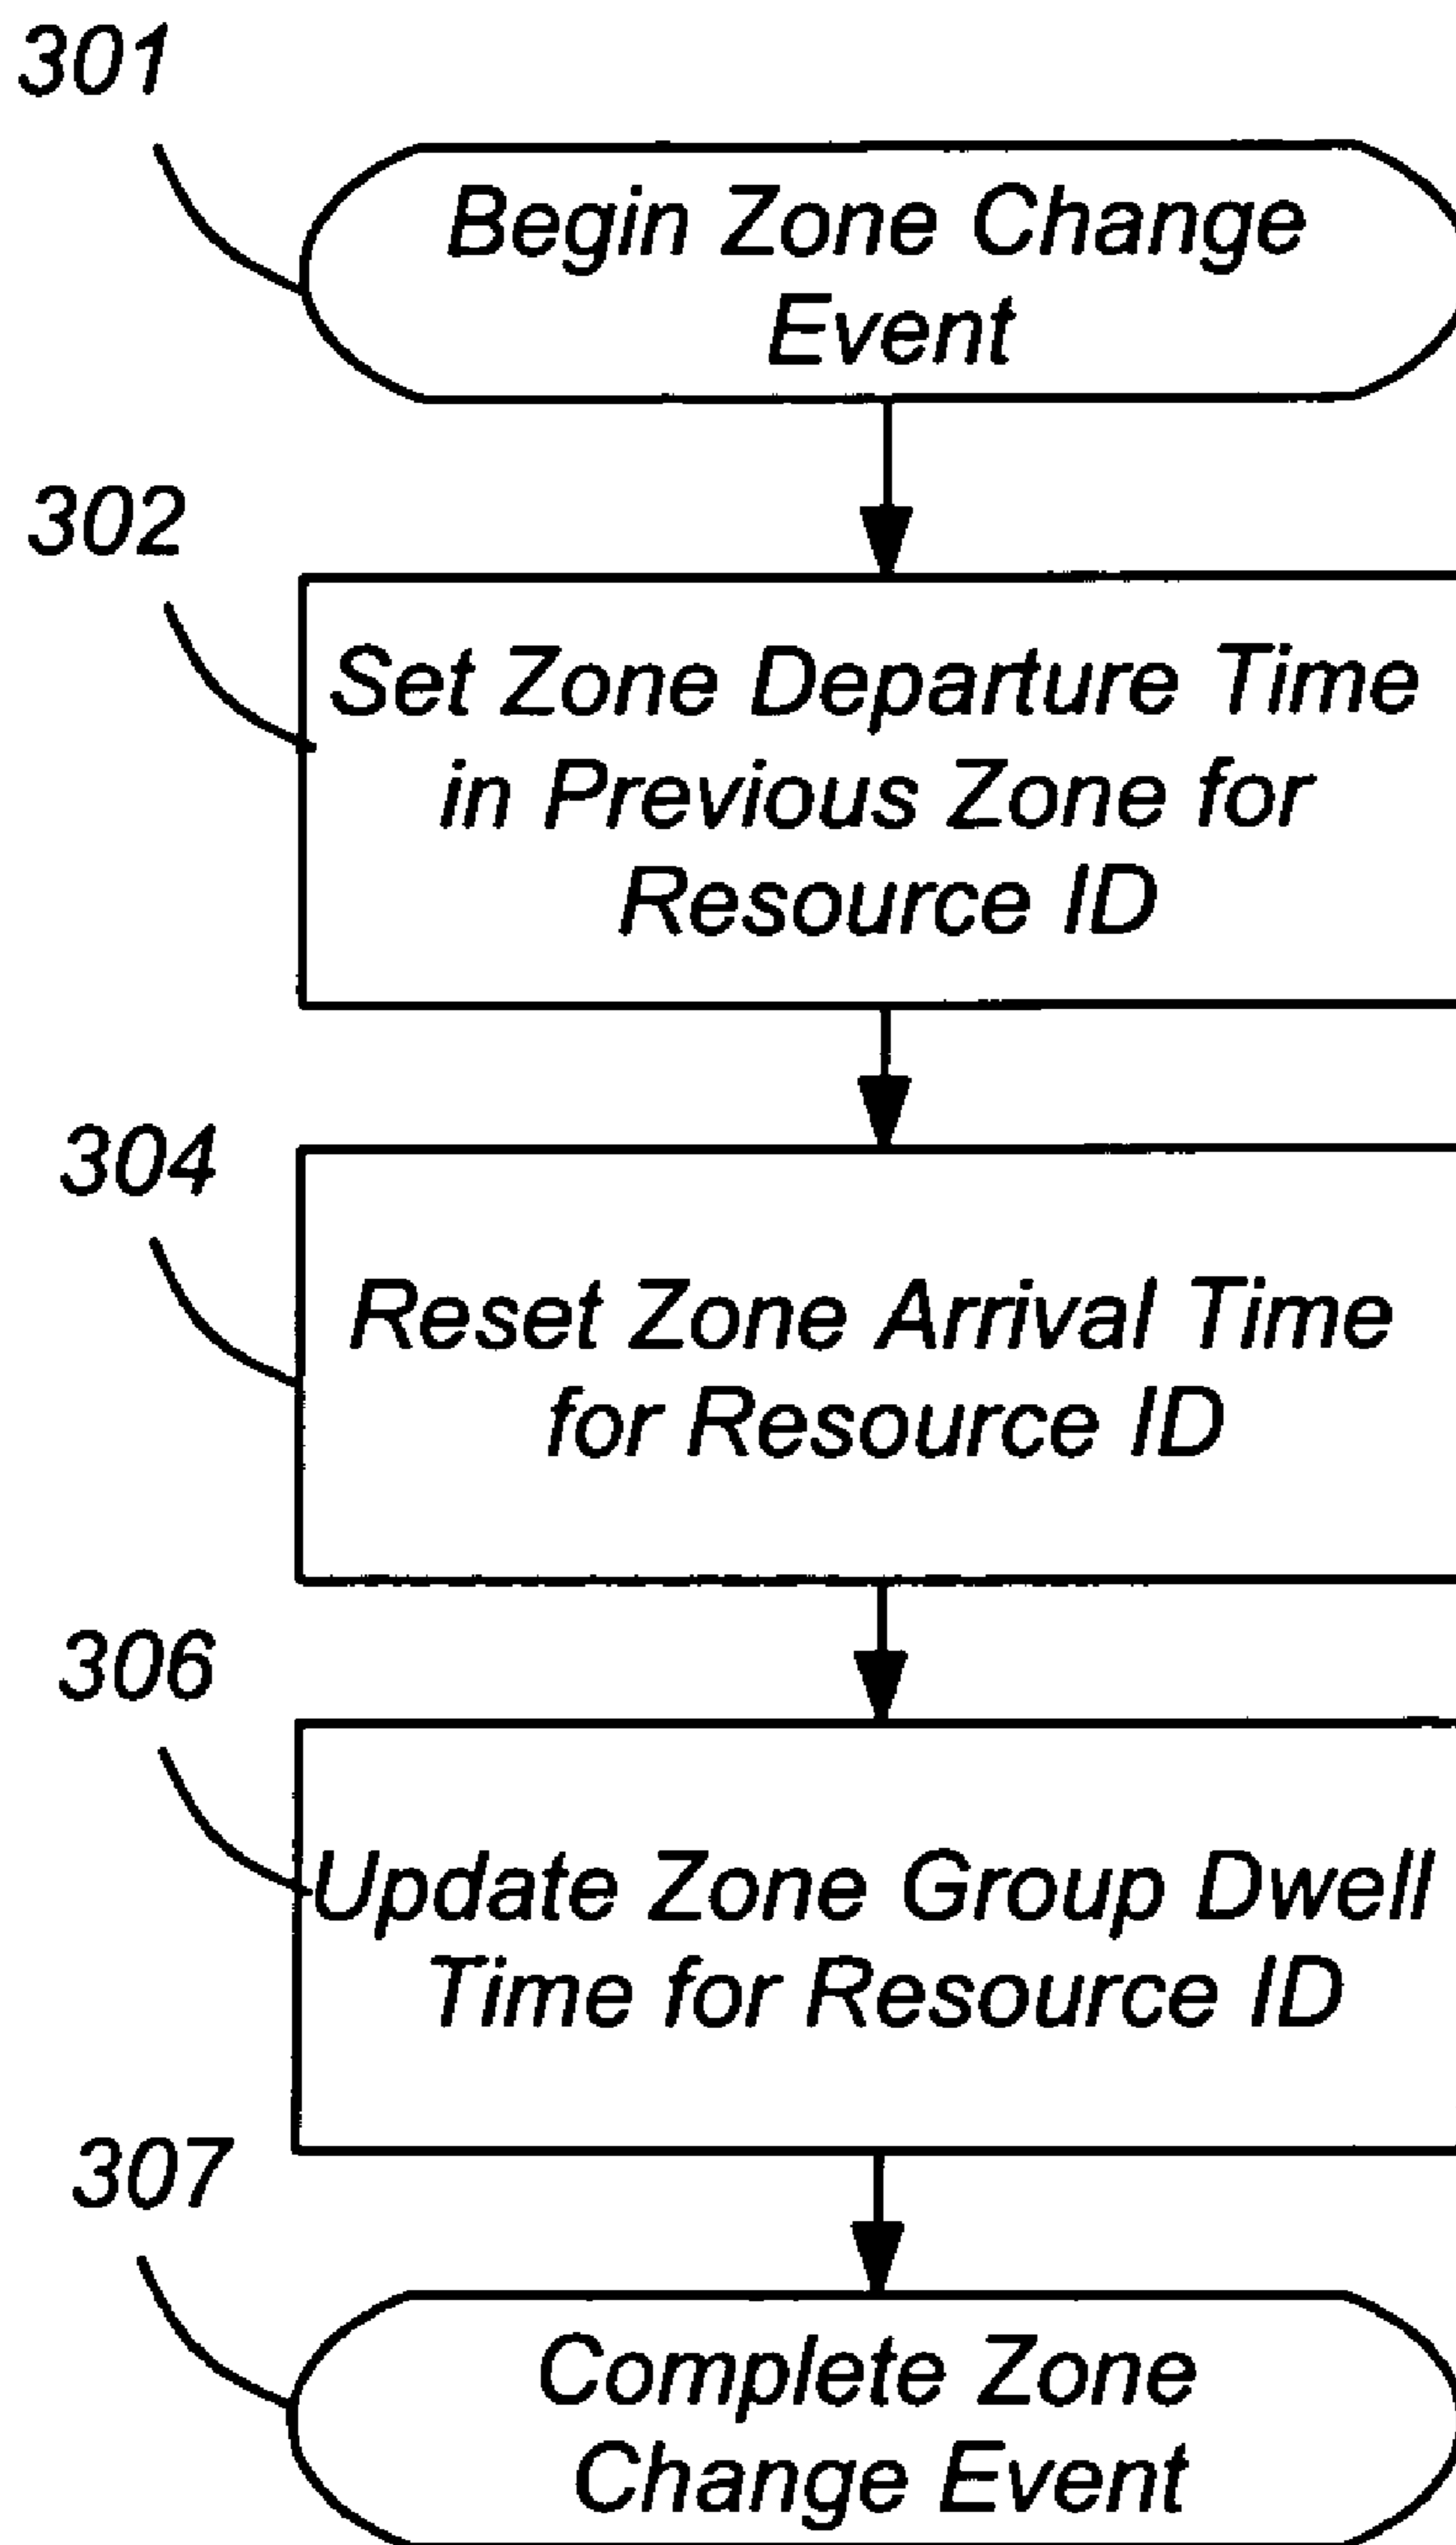 301
Begin Zone Change
Event
302
Set Zone Departure Time
in Previous Zone for
Resource ID
304
Reset Zone Arrival Time
for Resource ID
306
Update Zone Group Dwell
Time for Resource ID
307
Complete Zone
Change Event